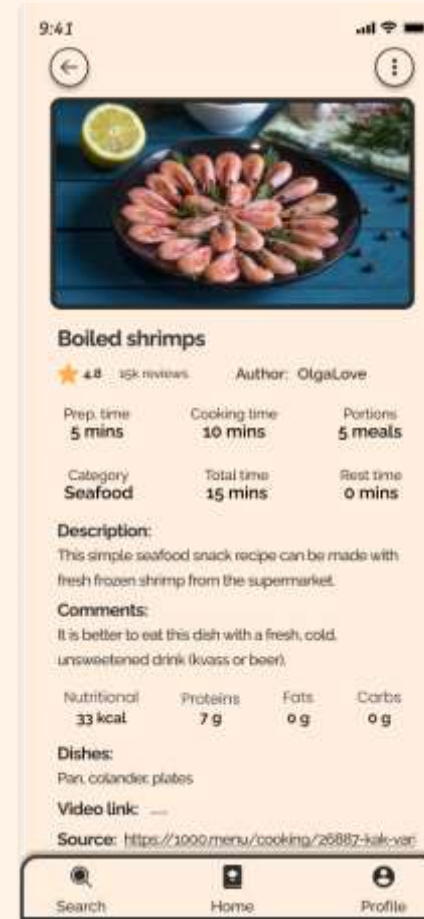 9:41
Boiled shrimps
4.8 15k reviews Author: OlgaLove
Prep. time Cooking time Portions
5 mins 10 mins 5 meals
Category Total time Rest time
Seafood 15 mins 0 mins
Description:
This simple seafood snack recipe can be made with
fresh frozen shrimp from the supermarket.
Comments:
It is better to eat this dish with a fresh, cold,
unsweetened drink (kvass or beer).
Nutritional Proteins Fats Carbs
33 kcal 7 g 0 g 0 g
Dishes:
Pan, colander, plates
Video link: ....
Source: https://1000.menu/cooking/26887-kak-vari
Search Home Profile